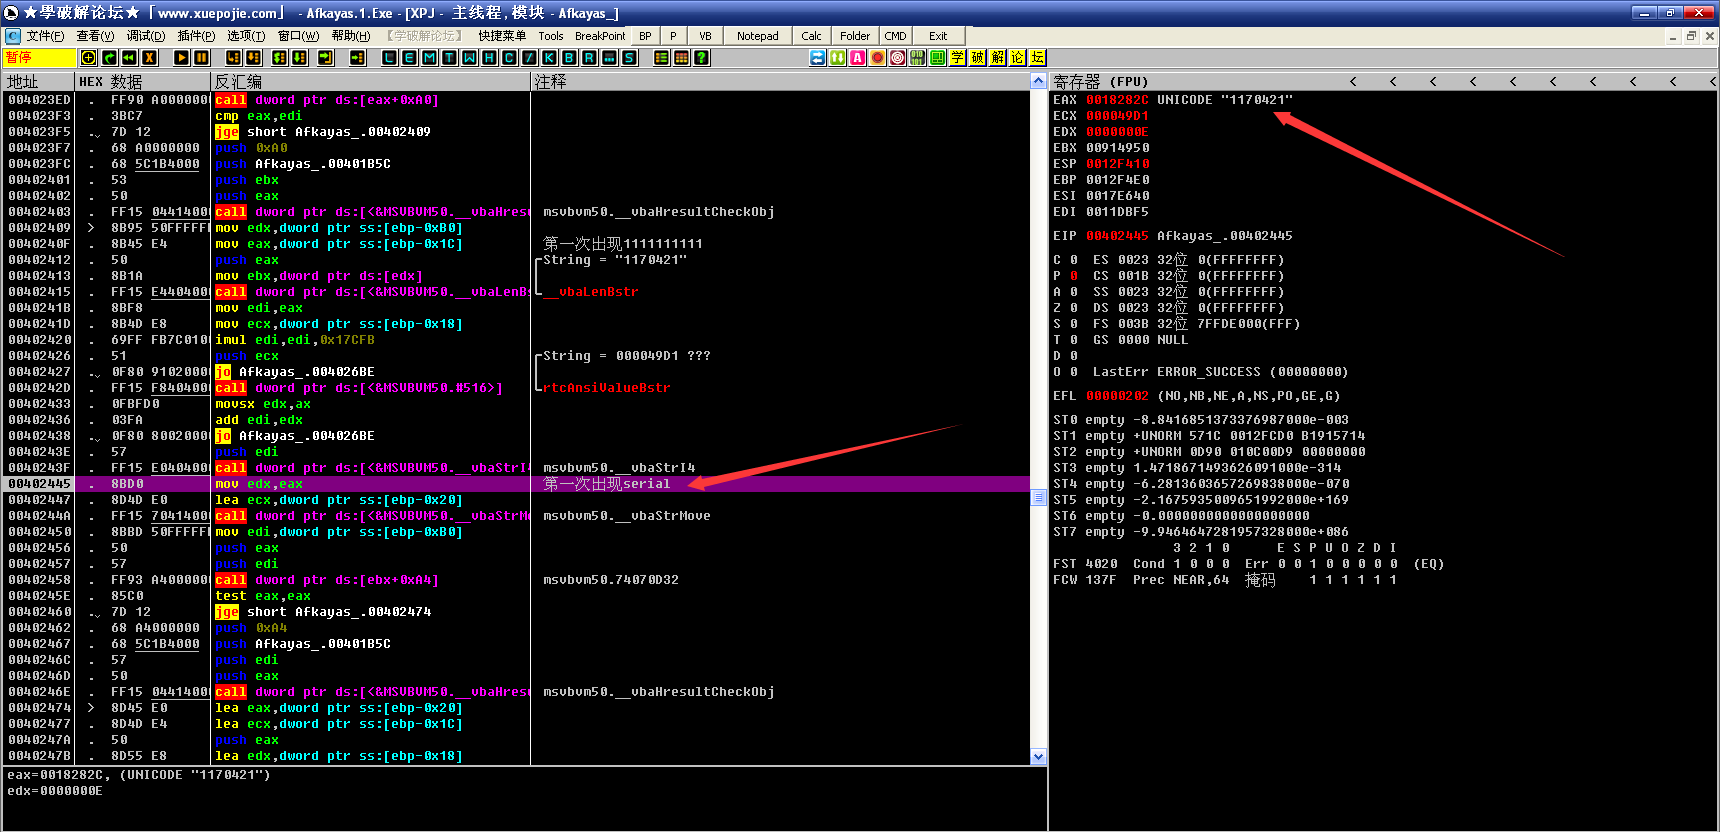 ★學破解论坛★「www.xuepojie.com」 - Afkayas.1.Exe - [XPJ - 主线程,模块 - Afkayas_]
C 文件(F) 查看(V) 调试(D) 插件(P) 选项(T) 窗口(W) 帮助(H) 【学破解论坛】 快捷菜单 Tools BreakPoint BP P VB Notepad Calc Folder CMD Exit
暂停 L E M T W H C / K B R ... S ? A 学 破 解 论 坛
地址 HEX 数据 反汇编 注释
004023ED . FF90 A0000000 call dword ptr ds:[eax+0xA0]
004023F3 . 3BC7 cmp eax,edi
004023F5 . 7D 12 jge short Afkayas_.00402409
004023F7 . 68 A0000000 push 0xA0
004023FC . 68 5C1B4000 push Afkayas_.00401B5C
00402401 . 53 push ebx
00402402 . 50 push eax
00402403 . FF15 04414000 call dword ptr ds:[<&MSVBVM50.__vbaHresu msvbvm50.__vbaHresultCheckObj
00402409 > 8B95 50FFFFFF mov edx,dword ptr ss:[ebp-0xB0]
0040240F . 8B45 E4 mov eax,dword ptr ss:[ebp-0x1C] 第一次出现1111111111
00402412 . 50 push eax String = "1170421"
00402413 . 8B1A mov ebx,dword ptr ds:[edx]
00402415 . FF15 E4404000 call dword ptr ds:[<&MSVBVM50.__vbaLenBs __vbaLenBstr
0040241B . 8BF8 mov edi,eax
0040241D . 8B4D E8 mov ecx,dword ptr ss:[ebp-0x18]
00402420 . 69FF FB7C0100 imul edi,edi,0x17CFB
00402426 . 51 push ecx String = 000049D1 ???
00402427 . 0F80 91020000 jo Afkayas_.004026BE
0040242D . FF15 F8404000 call dword ptr ds:[<&MSVBVM50.#516>] rtcAnsiValueBstr
00402433 . 0FBFD0 movsx edx,ax
00402436 . 03FA add edi,edx
00402438 . 0F80 80020000 jo Afkayas_.004026BE
0040243E . 57 push edi
0040243F . FF15 E0404000 call dword ptr ds:[<&MSVBVM50.__vbaStrI4 msvbvm50.__vbaStrI4
00402445 . 8BD0 mov edx,eax 第一次出现serial
00402447 . 8D4D E0 lea ecx,dword ptr ss:[ebp-0x20]
0040244A . FF15 70414000 call dword ptr ds:[<&MSVBVM50.__vbaStrMo msvbvm50.__vbaStrMove
00402450 . 8BBD 50FFFFFF mov edi,dword ptr ss:[ebp-0xB0]
00402456 . 50 push eax
00402457 . 57 push edi
00402458 . FF93 A4000000 call dword ptr ds:[ebx+0xA4] msvbvm50.74070D32
0040245E . 85C0 test eax,eax
00402460 . 7D 12 jge short Afkayas_.00402474
00402462 . 68 A4000000 push 0xA4
00402467 . 68 5C1B4000 push Afkayas_.00401B5C
0040246C . 57 push edi
0040246D . 50 push eax
0040246E . FF15 04414000 call dword ptr ds:[<&MSVBVM50.__vbaHresu msvbvm50.__vbaHresultCheckObj
00402474 > 8D45 E0 lea eax,dword ptr ss:[ebp-0x20]
00402477 . 8D4D E4 lea ecx,dword ptr ss:[ebp-0x1C]
0040247A . 50 push eax
0040247B . 8D55 E8 lea edx,dword ptr ss:[ebp-0x18]
eax=0018282C, (UNICODE "1170421")
edx=0000000E
寄存器 (FPU) < < < < < < < < < <
EAX 0018282C UNICODE "1170421"
ECX 000049D1
EDX 0000000E
EBX 00914950
ESP 0012F410
EBP 0012F4E0
ESI 0017E640
EDI 0011DBF5
EIP 00402445 Afkayas_.00402445
C 0 ES 0023 32位 0(FFFFFFFF)
P 0 CS 001B 32位 0(FFFFFFFF)
A 0 SS 0023 32位 0(FFFFFFFF)
Z 0 DS 0023 32位 0(FFFFFFFF)
S 0 FS 003B 32位 7FFDE000(FFF)
T 0 GS 0000 NULL
D 0
O 0 LastErr ERROR_SUCCESS (00000000)
EFL 00000202 (NO,NB,NE,A,NS,PO,GE,G)
ST0 empty -8.8416851373376987000e-003
ST1 empty +UNORM 571C 0012FCD0 B1915714
ST2 empty +UNORM 0D90 010C00D9 00000000
ST3 empty 1.4718671493626091000e-314
ST4 empty -6.2813603657269838000e-070
ST5 empty -2.1675935009651992000e+169
ST6 empty -0.0000000000000000000
ST7 empty -9.9464647281957328000e+086
3 2 1 0 E S P U O Z D I
FST 4020 Cond 1 0 0 0 Err 0 0 1 0 0 0 0 0 (EQ)
FCW 137F Prec NEAR,64 掩码 1 1 1 1 1 1